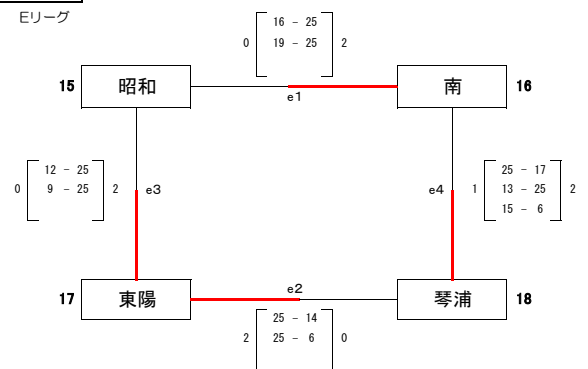 Eリーグ
16 － 25
0 19 － 25 2
15 昭和 南 16
e1
12 － 25 25 － 17
0 9 － 25 2 e3 e4 1 13 － 25 2
15 － 6
e2
17 東陽 琴浦 18
25 － 14
2 25 － 6 0